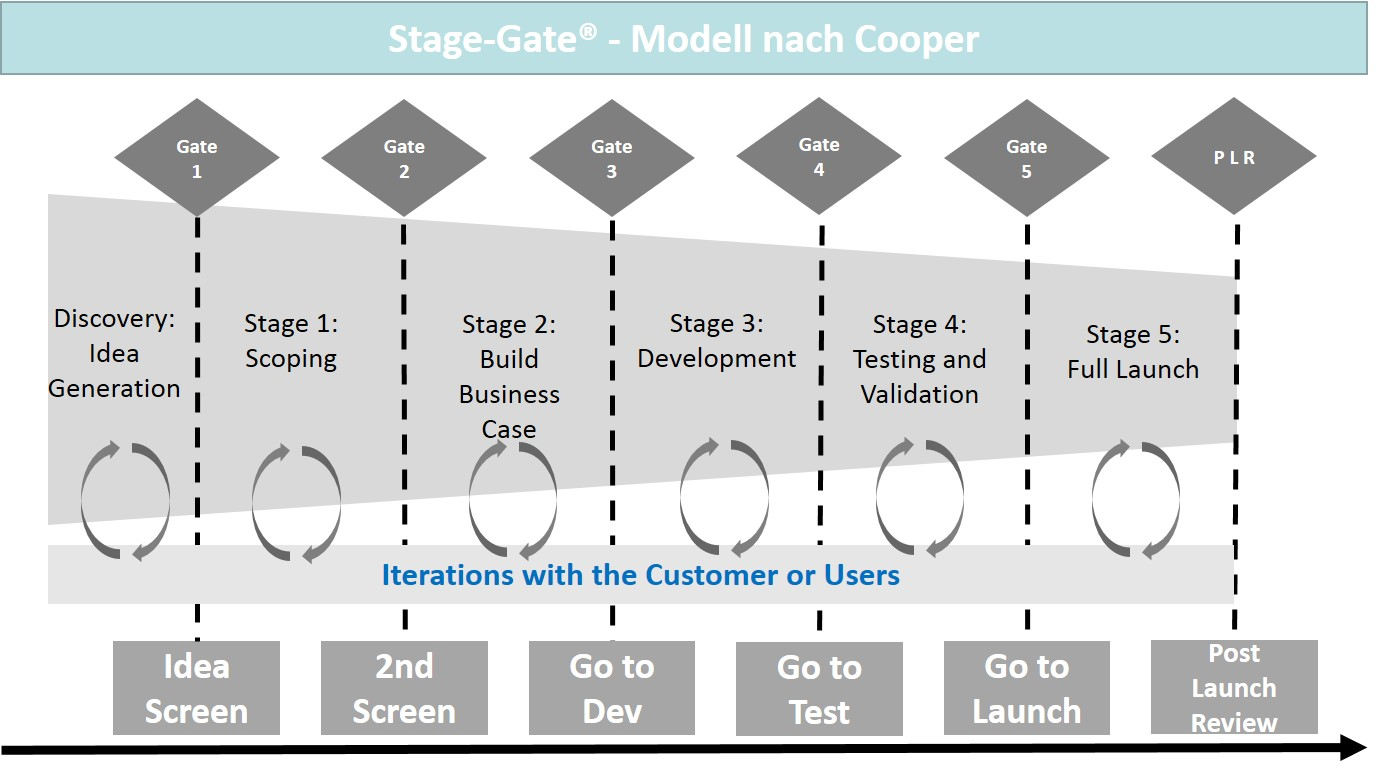 Stage-Gate® - Modell nach Cooper
Gate
1
Gate
2
Gate
3
Gate
4
Gate
5
P L R
Discovery:
Idea
Generation
Stage 1:
Scoping
Stage 2:
Build
Business
Case
Stage 3:
Development
Stage 4:
Testing and
Validation
Stage 5:
Full Launch
Iterations with the Customer or Users
Idea
Screen
2nd
Screen
Go to
Dev
Go to
Test
Go to
Launch
Post
Launch
Review